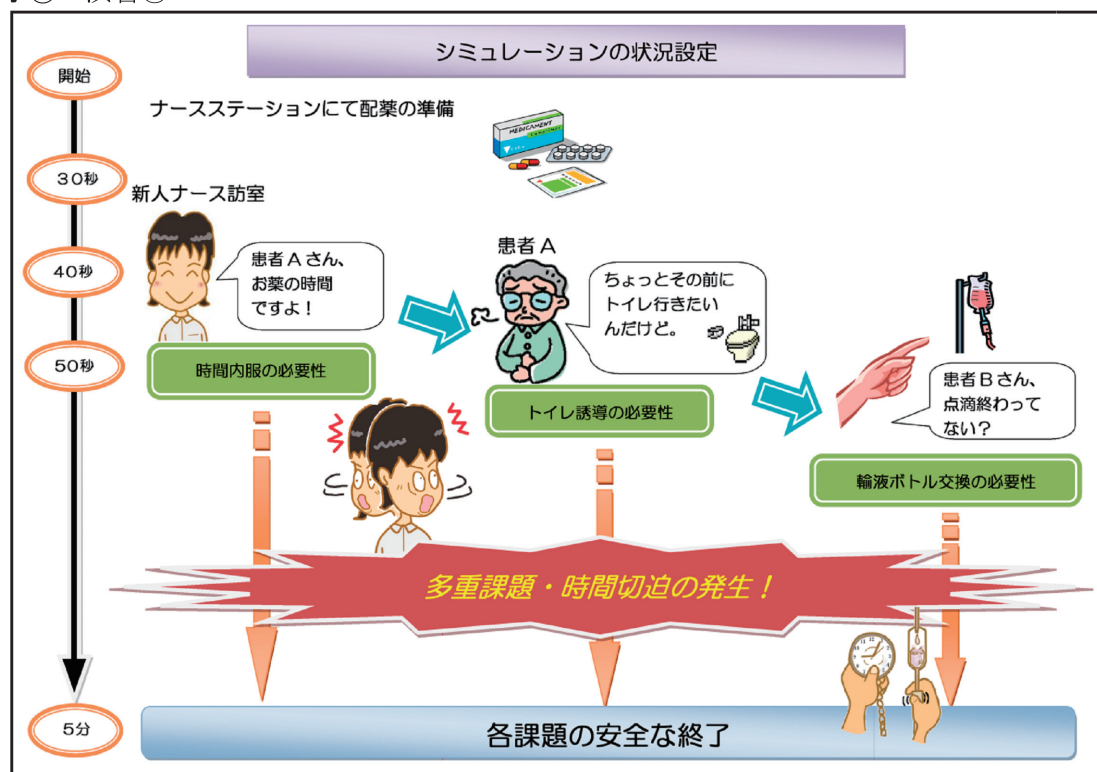 シミュレーションの状況設定
開始
ナースステーションにて配薬の準備
MEDICAMENT
30秒
新人ナース訪室
40秒
患者Aさん、
お薬の時間
ですよ！
患者A
ちょっとその前に
トイレ行きたい
んだけど。
50秒
時間内服の必要性
トイレ誘導の必要性
患者Bさん、
点滴終わって
ない？
輸液ボトル交換の必要性
多重課題・時間切迫の発生！
5分
各課題の安全な終了